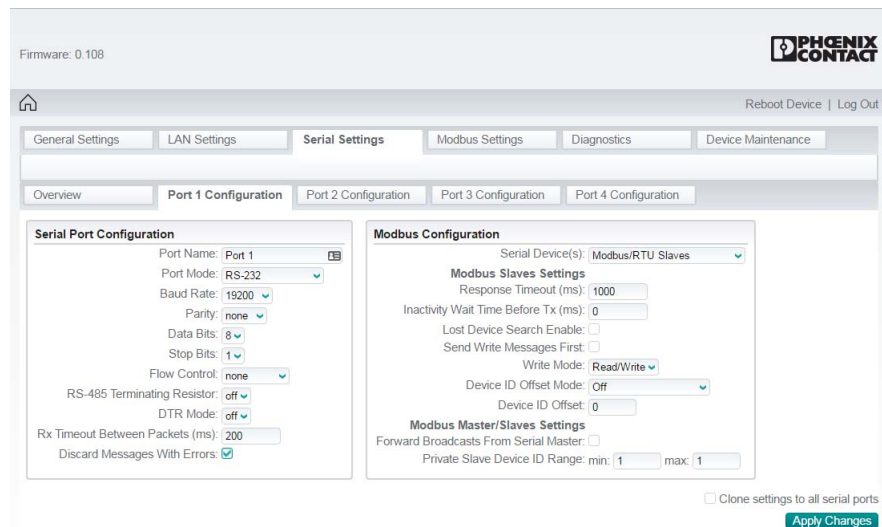 Firmware: 0.108
PHŒNIX
CONTACT
Reboot Device | Log Out
General Settings
LAN Settings
Serial Settings
Modbus Settings
Diagnostics
Device Maintenance
Overview
Port 1 Configuration
Port 2 Configuration
Port 3 Configuration
Port 4 Configuration
Serial Port Configuration
Port Name: Port 1
Port Mode: RS-232
Baud Rate: 19200
Parity: none
Data Bits: 8
Stop Bits: 1
Flow Control: none
RS-485 Terminating Resistor: off
DTR Mode: off
Rx Timeout Between Packets (ms): 200
Discard Messages With Errors:
Modbus Configuration
Serial Device(s): Modbus/RTU Slaves
Modbus Slaves Settings
Response Timeout (ms): 1000
Inactivity Wait Time Before Tx (ms): 0
Lost Device Search Enable:
Send Write Messages First:
Write Mode: Read/Write
Device ID Offset Mode: Off
Device ID Offset: 0
Modbus Master/Slaves Settings
Forward Broadcasts From Serial Master:
Private Slave Device ID Range: min: 1 max: 1
Clone settings to all serial ports
Apply Changes